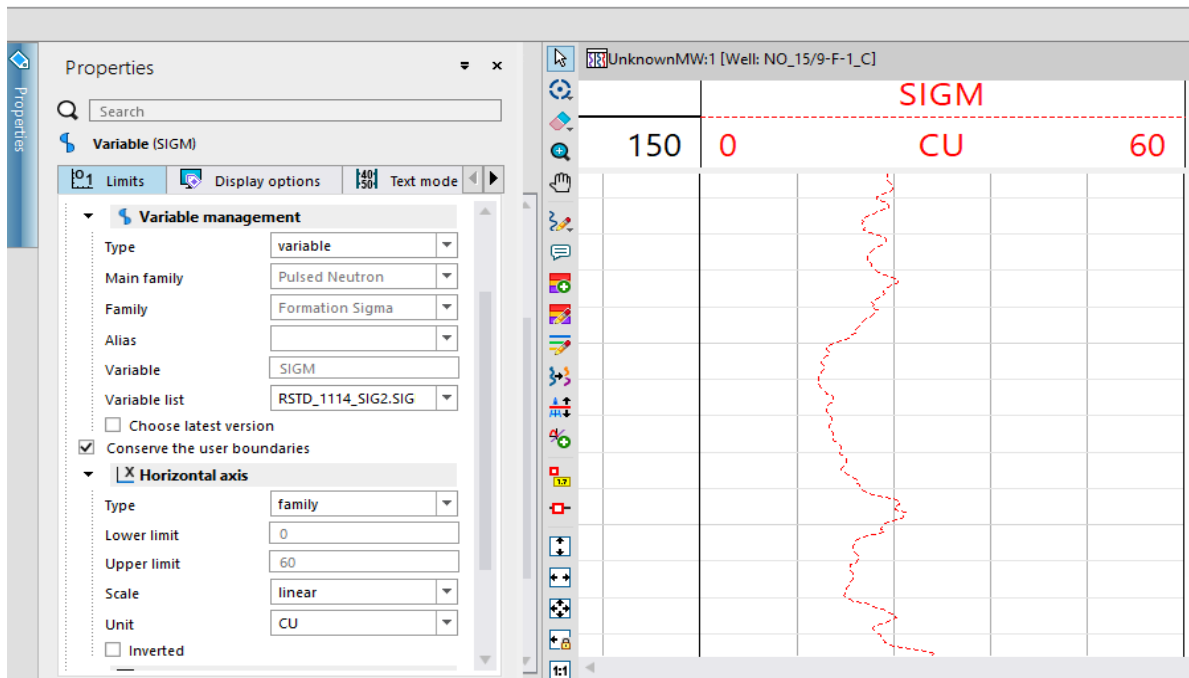 Properties
Properties
Search
Variable (SIGM)
Limits Display options Text mode
Variable management
Type variable
Main family Pulsed Neutron
Family Formation Sigma
Alias
Variable SIGM
Variable list RSTD_1114_SIG2.SIG
Choose latest version
Conserve the user boundaries
Horizontal axis
Type family
Lower limit 0
Upper limit 60
Scale linear
Unit CU
Inverted
UnknownMW:1 [Well: NO_15/9-F-1_C]
SIGM
150 0 CU 60
1.7
1:1